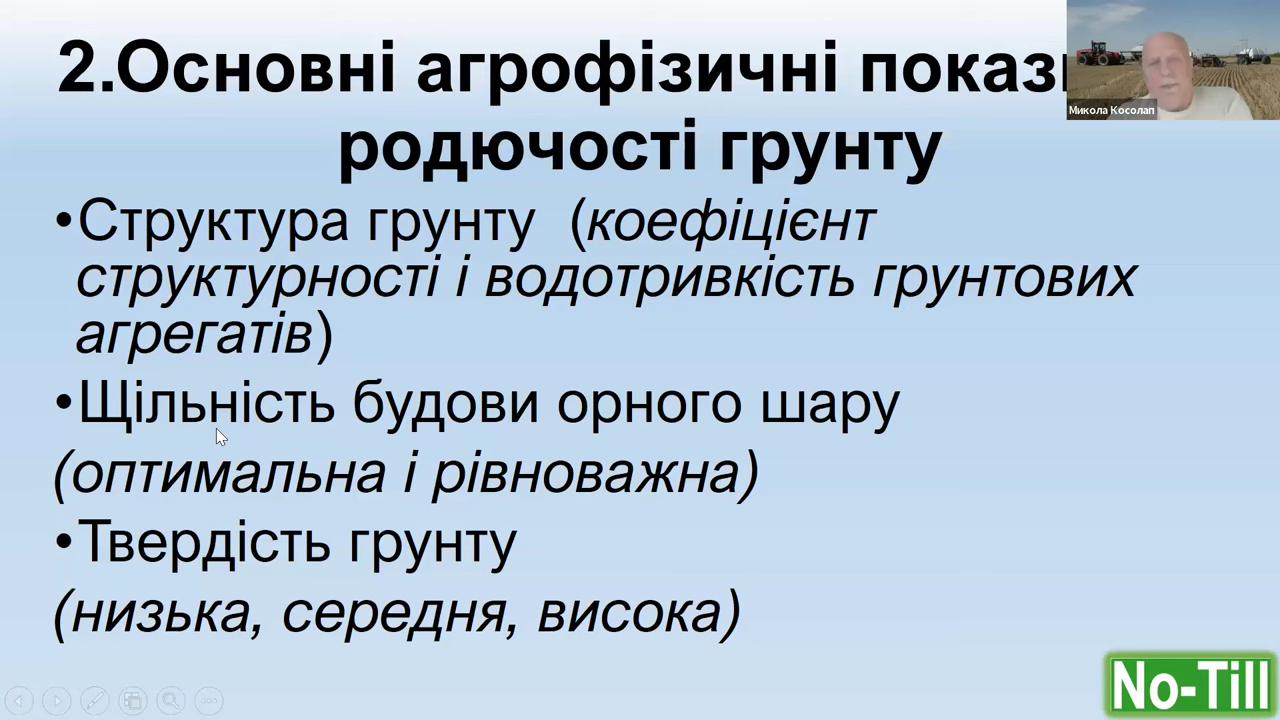 2.Основні агрофізичні
родючості грунту
•Структура грунту (коефіцієнт
структурності і водотривкість грунтових
агрегатів)
•Щільність будови орного шару
(оптимальна і рівноважна)
•Твердість грунту
(низька, середня, висока)
Микола Косолап
No-Till